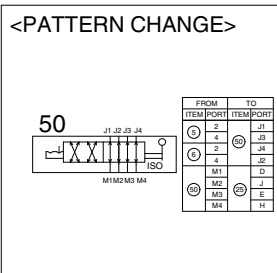 <PATTERN CHANGE>
50
J1 J2 J3 J4
ISO
M1 M2 M3 M4
FROM TO
ITEM PORT ITEM PORT
5 2 50 J1
4 J3
6 2 J4
4 J2
50 M1 25 D
M2 J
M3 E
M4 H